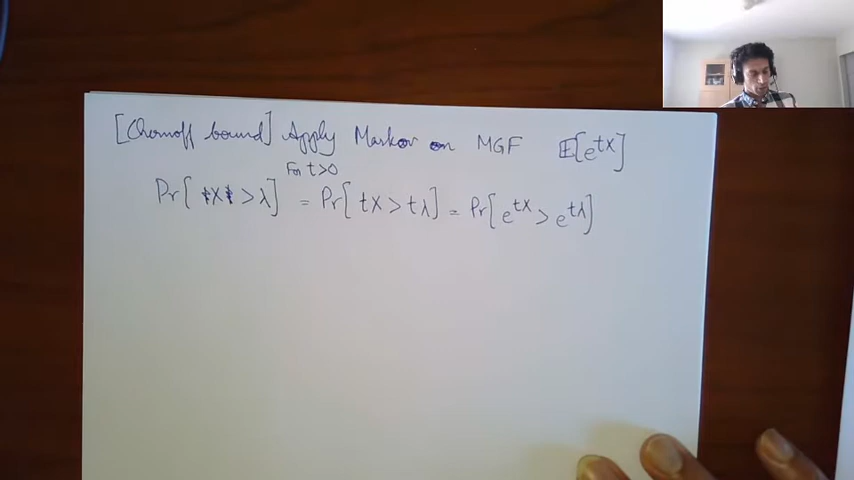 [Chernoff bound] Apply Markov on MGF E[e^{tX}]
For t>0
Pr[ X > λ] = Pr[ tX > tλ] = Pr[ e^{tX} > e^{tλ}]